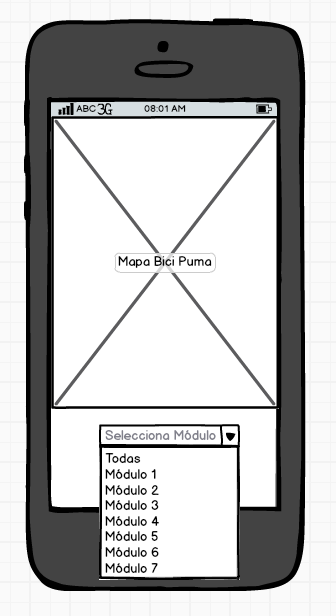 ABC 3G 08:01 AM
Mapa Bici Puma
Selecciona Módulo
Todas
Módulo 1
Módulo 2
Módulo 3
Módulo 4
Módulo 5
Módulo 6
Módulo 7